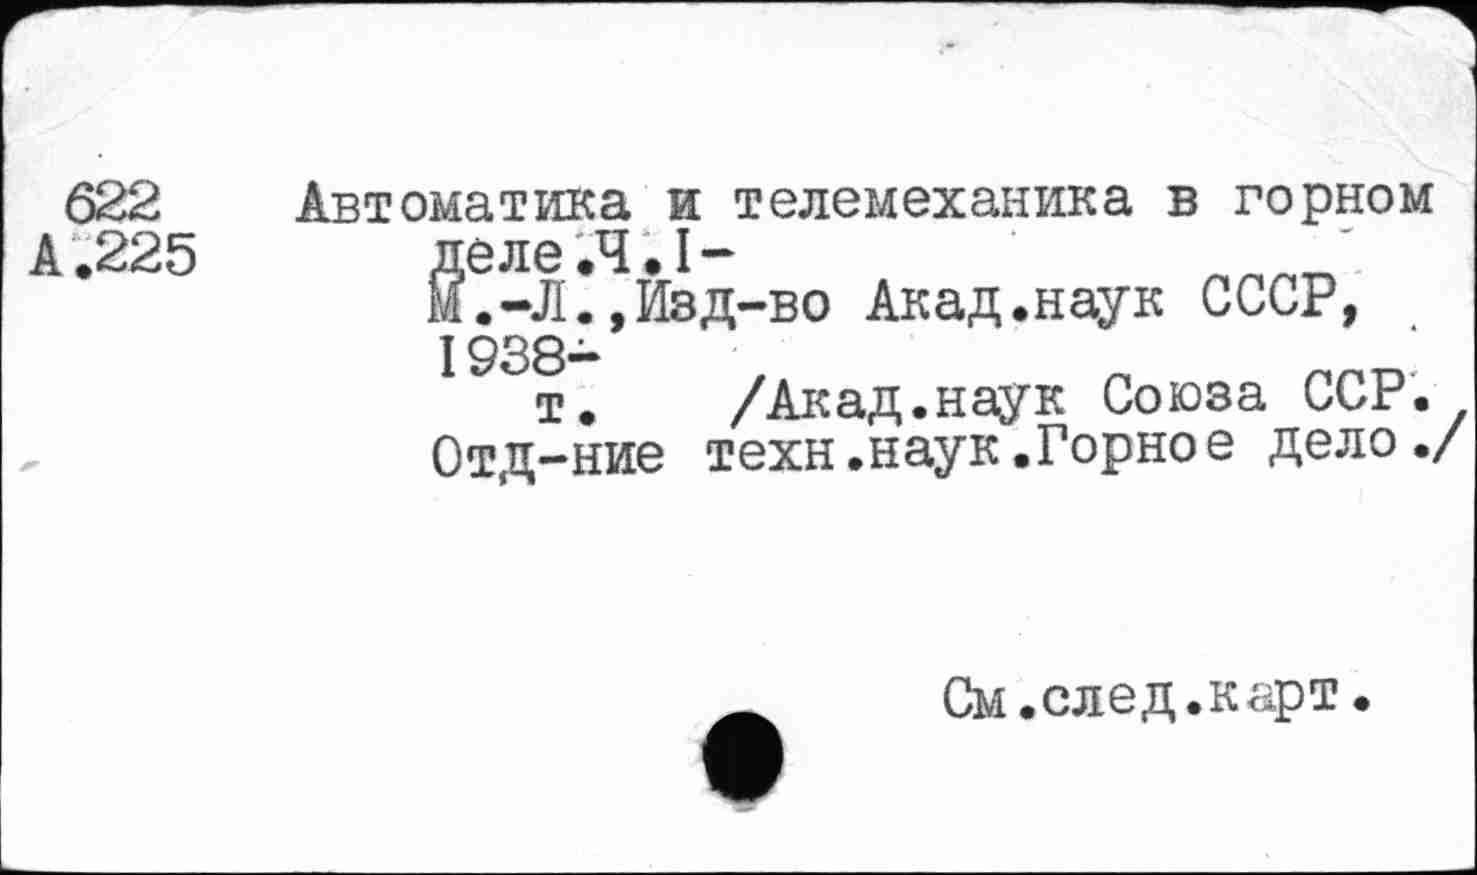 622 Автоматика и телемеханика в горном
А.225 деле.Ч.I-
М.-Л.,Изд-во Акад.наук СССР,
I938-
т. /Акад.наук Союза ССР.
Отд-ние техн.наук.Горное дело./
См.след.карт.